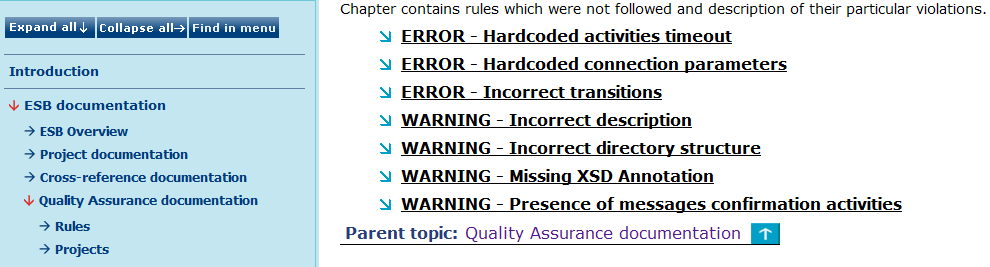 Expand all↓ Collapse all→ Find in menu
Introduction
ESB documentation
ESB Overview
Project documentation
Cross-reference documentation
Quality Assurance documentation
Rules
Projects
Chapter contains rules which were not followed and description of their particular violations.
ERROR - Hardcoded activities timeout
ERROR - Hardcoded connection parameters
ERROR - Incorrect transitions
WARNING - Incorrect description
WARNING - Incorrect directory structure
WARNING - Missing XSD Annotation
WARNING - Presence of messages confirmation activities
Parent topic: Quality Assurance documentation